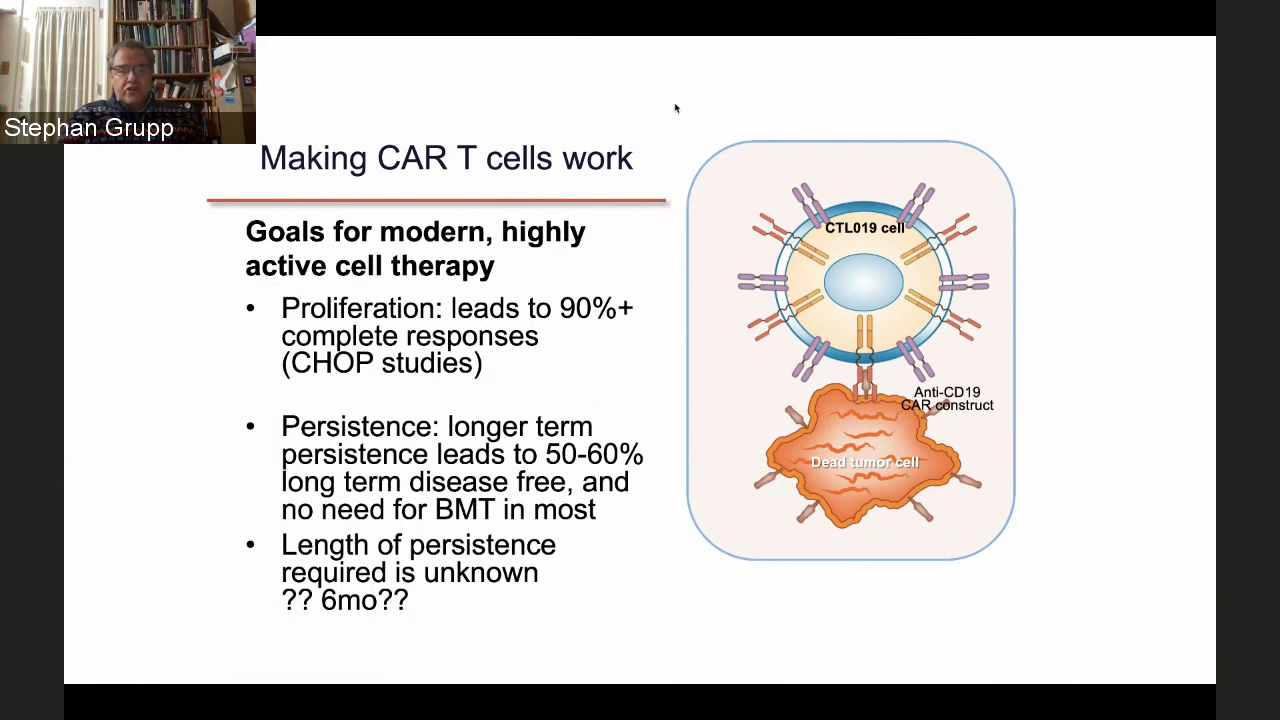 Stephan Grupp
Making CAR T cells work
Goals for modern, highly
active cell therapy
• Proliferation: leads to 90%+
complete responses
(CHOP studies)
• Persistence: longer term
persistence leads to 50-60%
long term disease free, and
no need for BMT in most
• Length of persistence
required is unknown
?? 6mo??
CTL019 cell
Anti-CD19
CAR construct
Dead tumor cell